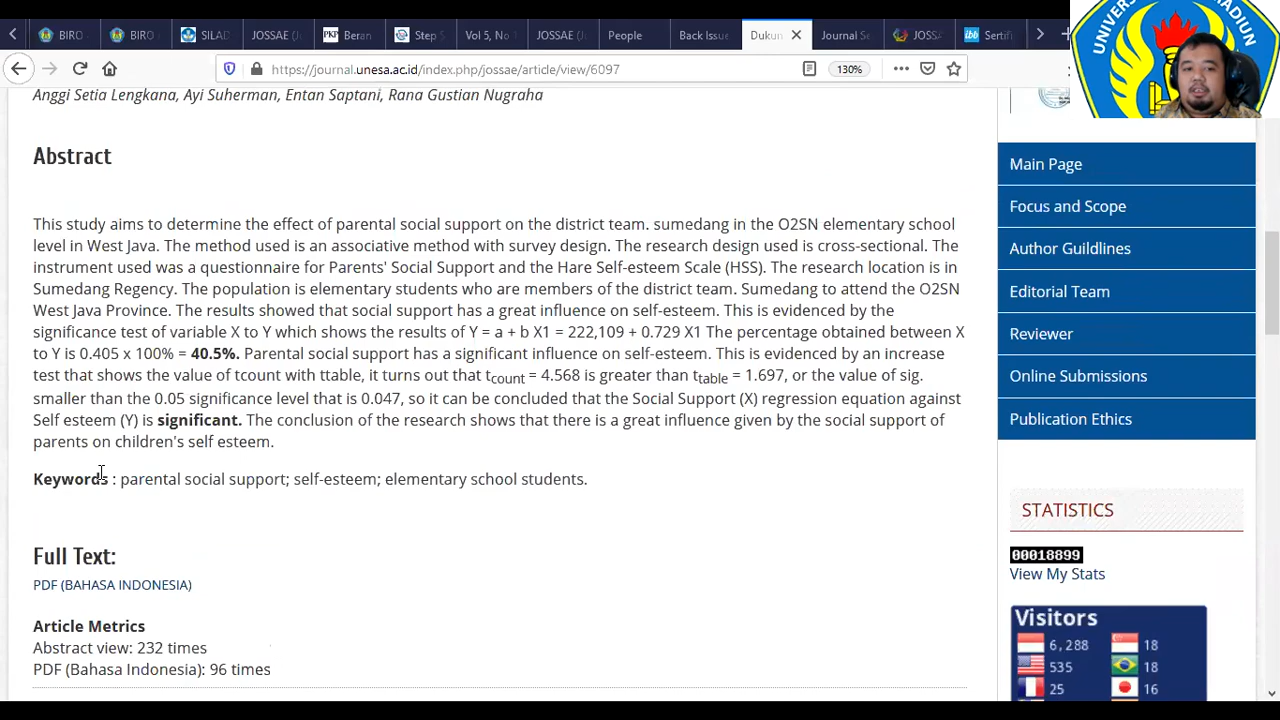 BIRO
BIRO
SILAD
JOSSAE (
PKP
Beran
Step
Vol 5, No
JOSSAE (J
People
Back Issue
Dukun
Journal Se
JOSSA
ibb
Sertifi
UNIVERS
ADIUN
https://journal.unesa.ac.id/index.php/jossae/article/view/6097
130%
Anggi Setia Lengkana, Ayi Suherman, Entan Saptani, Rana Gustian Nugraha
Abstract
This study aims to determine the effect of parental social support on the district team. sumedang in the O2SN elementary school
level in West Java. The method used is an associative method with survey design. The research design used is cross-sectional. The
instrument used was a questionnaire for Parents' Social Support and the Hare Self-esteem Scale (HSS). The research location is in
Sumedang Regency. The population is elementary students who are members of the district team. Sumedang to attend the O2SN
West Java Province. The results showed that social support has a great influence on self-esteem. This is evidenced by the
significance test of variable X to Y which shows the results of Y = a + b X1 = 222,109 + 0.729 X1 The percentage obtained between X
to Y is 0.405 x 100% = 40.5%. Parental social support has a significant influence on self-esteem. This is evidenced by an increase
test that shows the value of tcount with ttable, it turns out that tcount = 4.568 is greater than ttable = 1.697, or the value of sig.
smaller than the 0.05 significance level that is 0.047, so it can be concluded that the Social Support (X) regression equation against
Self esteem (Y) is significant. The conclusion of the research shows that there is a great influence given by the social support of
parents on children's self esteem.
Keywords : parental social support; self-esteem; elementary school students.
Full Text:
PDF (BAHASA INDONESIA)
Article Metrics
Abstract view: 232 times
PDF (Bahasa Indonesia): 96 times
Main Page
Focus and Scope
Author Guildlines
Editorial Team
Reviewer
Online Submissions
Publication Ethics
STATISTICS
00018899
View My Stats
Visitors
6,288 18
535 18
25 16